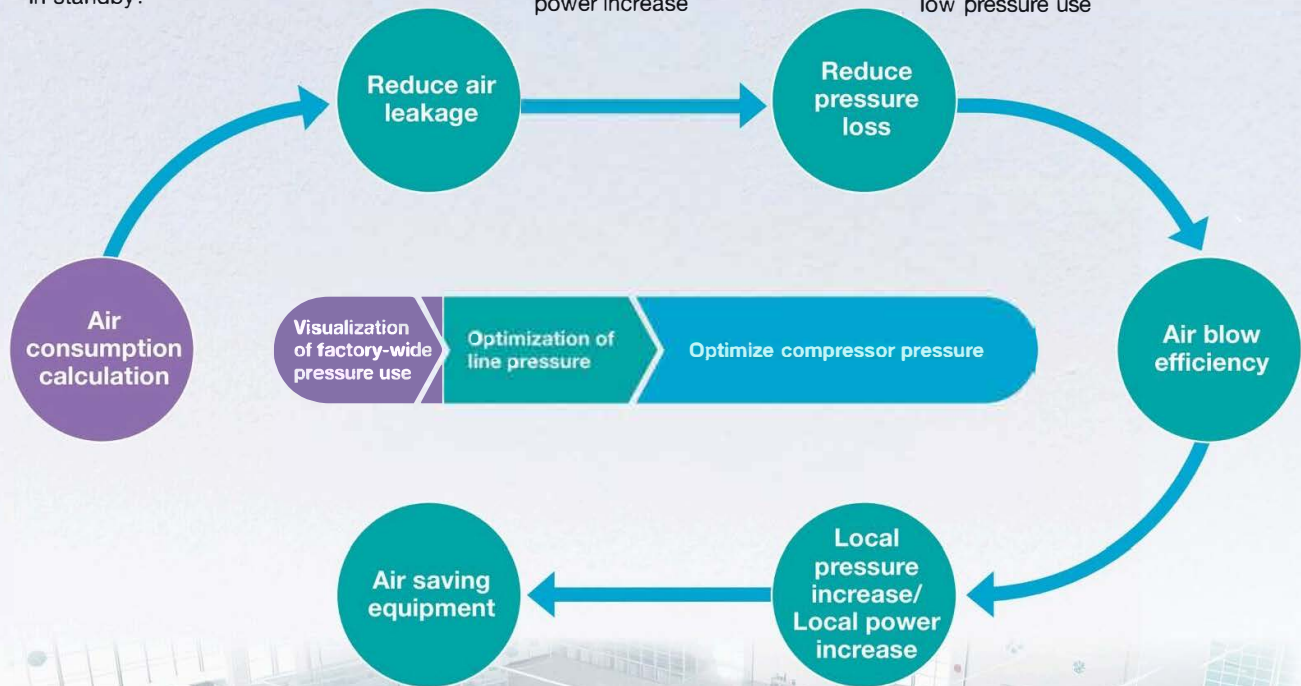 in standby?
power increase
low pressure use
Reduce air
leakage
Reduce
pressure
loss
Air
consumption
calculation
Visualization
of factory-wide
pressure use
Optimization of
line pressure
Optimize compressor pressure
Air blow
efficiency
Air saving
equipment
Local
pressure
increase/
Local power
increase